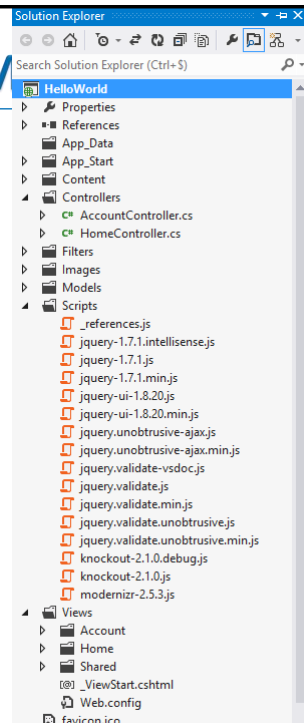 Solution Explorer
Search Solution Explorer (Ctrl+$)
HelloWorld
Properties
References
App_Data
App_Start
Content
Controllers
C# AccountController.cs
C# HomeController.cs
Filters
Images
Models
Scripts
_references.js
jquery-1.7.1.intellisense.js
jquery-1.7.1.js
jquery-1.7.1.min.js
jquery-ui-1.8.20.js
jquery-ui-1.8.20.min.js
jquery.unobtrusive-ajax.js
jquery.unobtrusive-ajax.min.js
jquery.validate-vsdoc.js
jquery.validate.js
jquery.validate.min.js
jquery.validate.unobtrusive.js
jquery.validate.unobtrusive.min.js
knockout-2.1.0.debug.js
knockout-2.1.0.js
modernizr-2.5.3.js
Views
Account
Home
Shared
[@] _ViewStart.cshtml
Web.config
favicon.ico